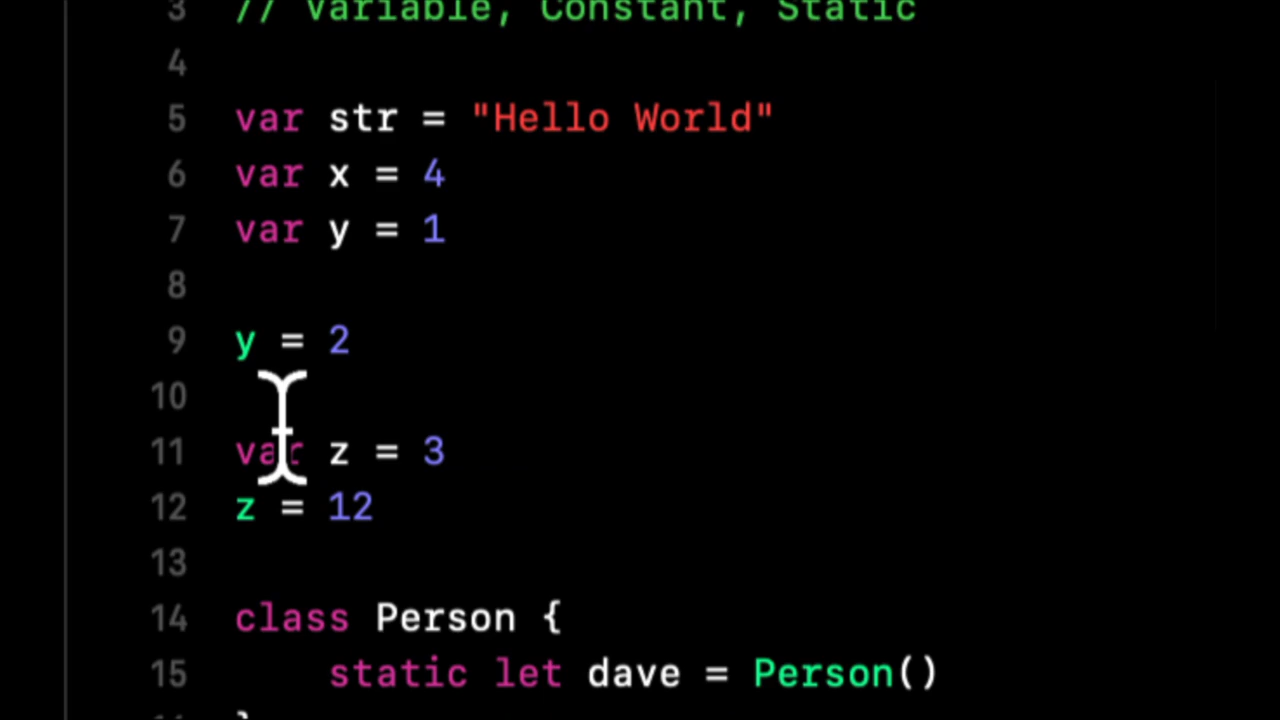 3 // Variable, Constant, Static
4
5 var str = "Hello World"
6 var x = 4
7 var y = 1
8
9 y = 2
10
11 var z = 3
12 z = 12
13
14 class Person {
15 static let dave = Person()
}